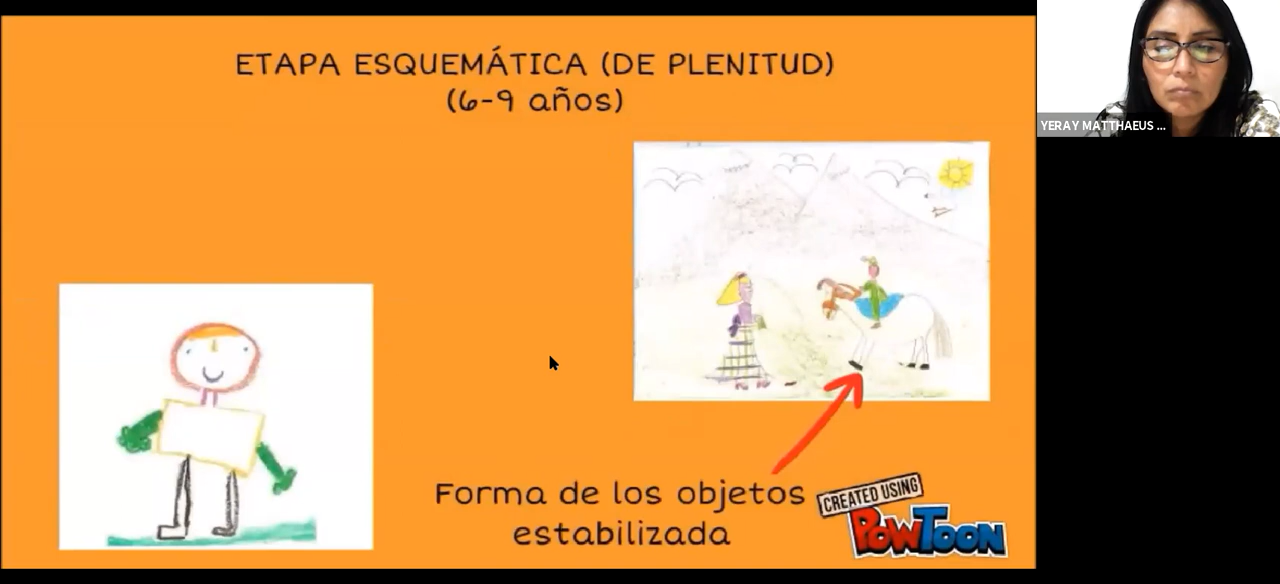 ETAPA ESQUEMÁTICA (DE PLENITUD)
(6-9 años)
YERAY MATTHAEUS ...
Forma de los objetos
estabilizada
CREATED USING
POWTOON